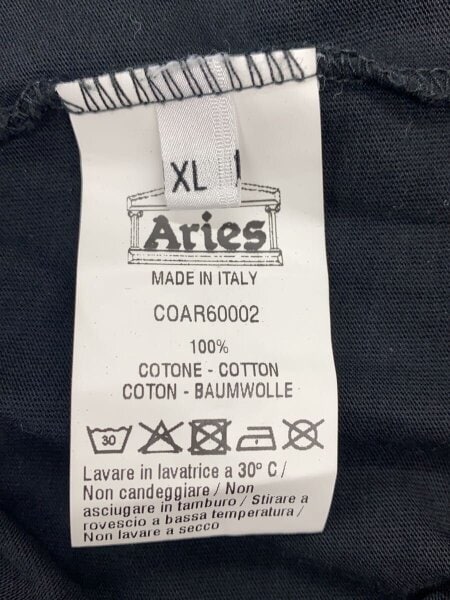 XL
Aries
MADE IN ITALY
COAR60002
100%
COTONE - COTTON
COTON - BAUMWOLLE
30
Lavare in lavatrice a 30° C /
Non candeggiare / Non
asciugare in tamburo / Stirare a
rovescio a bassa temperatura /
Non lavare a secco